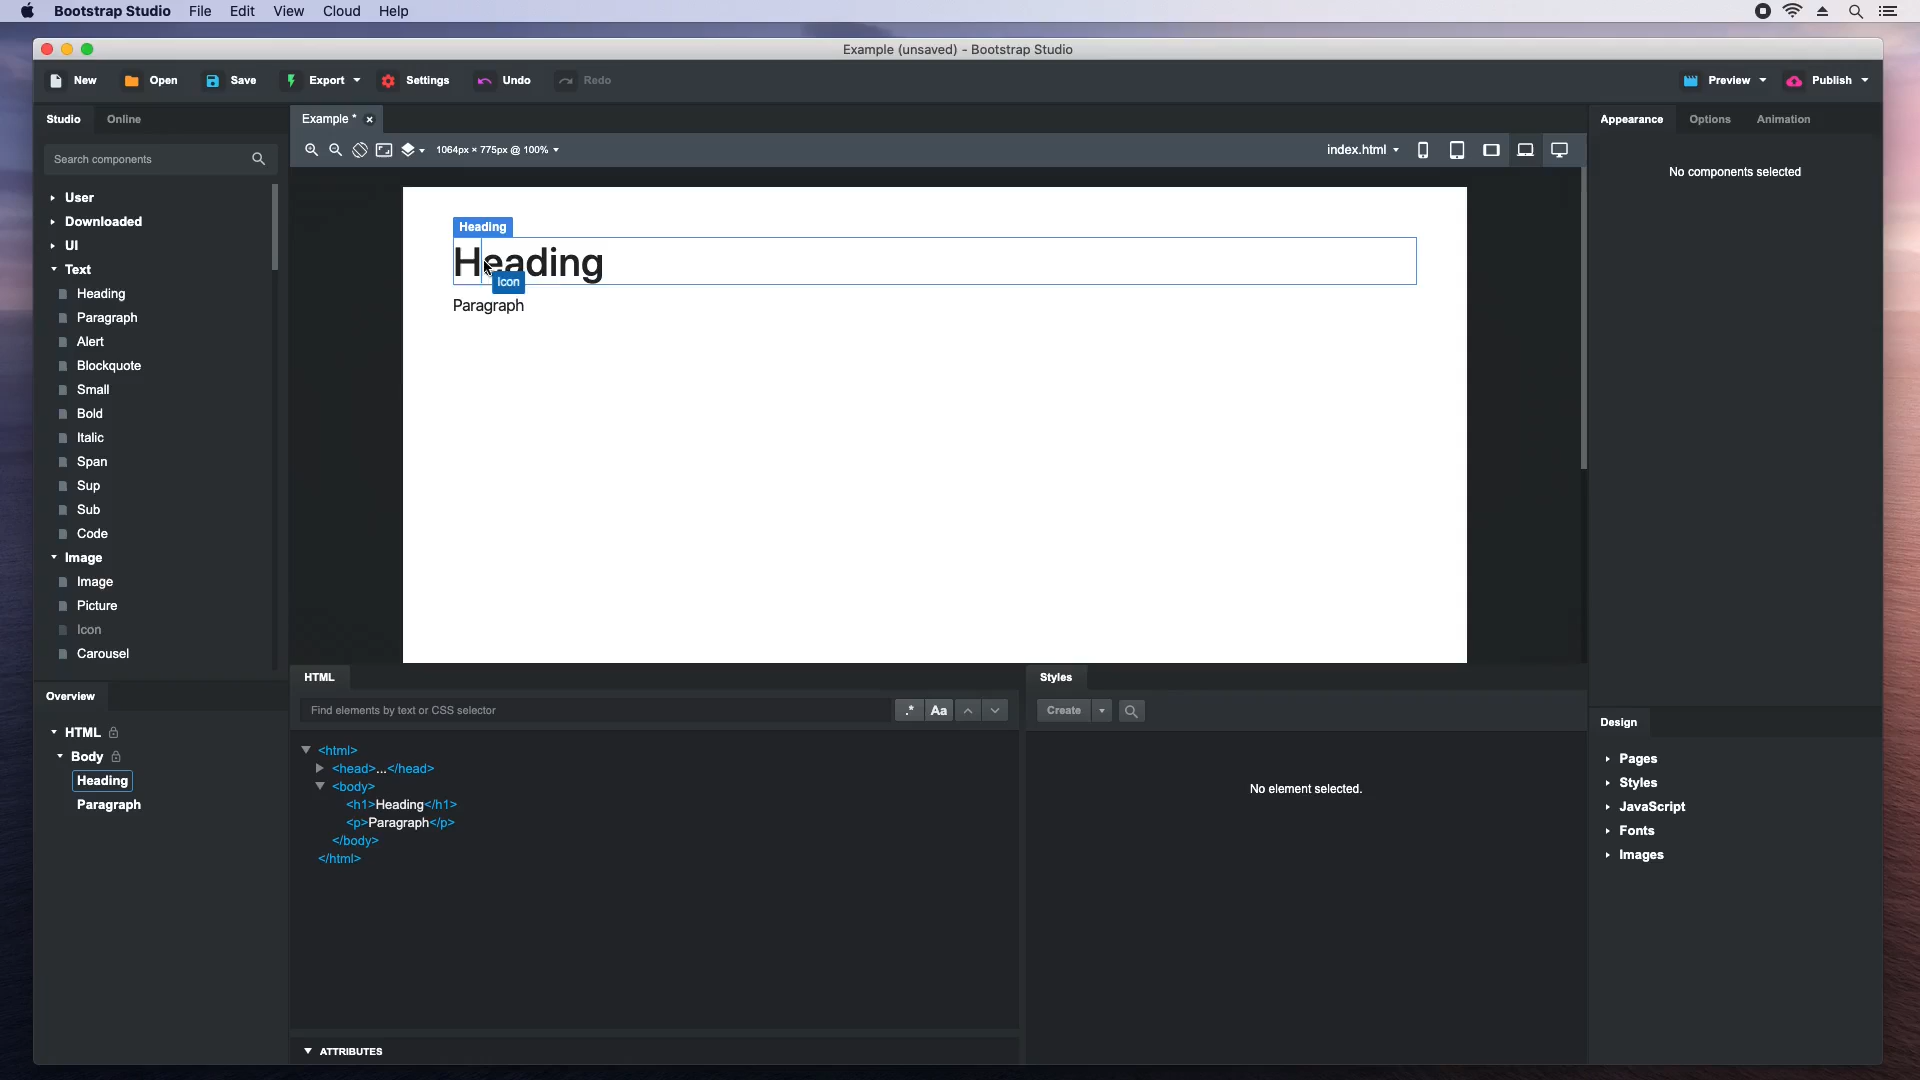 Bootstrap Studio File Edit View Cloud Help
Example (unsaved) - Bootstrap Studio
New Open Save Export Settings Undo Redo Preview Publish
Studio Online
Example *
Appearance Options Animation
Search components
1064px × 775px @ 100%
index.html
No components selected
User
Downloaded
UI
Text
Heading
Paragraph
Alert
Blockquote
Small
Bold
Italic
Span
Sup
Sub
Code
Image
Image
Picture
Icon
Carousel
Heading
Heading
Icon
Paragraph
Overview
HTML
Body
Heading
Paragraph
HTML
Find elements by text or CSS selector
.* Aa
<html>
<head>...</head>
<body>
<h1>Heading</h1>
<p>Paragraph</p>
</body>
</html>
ATTRIBUTES
Styles
Create
No element selected.
Design
Pages
Styles
JavaScript
Fonts
Images